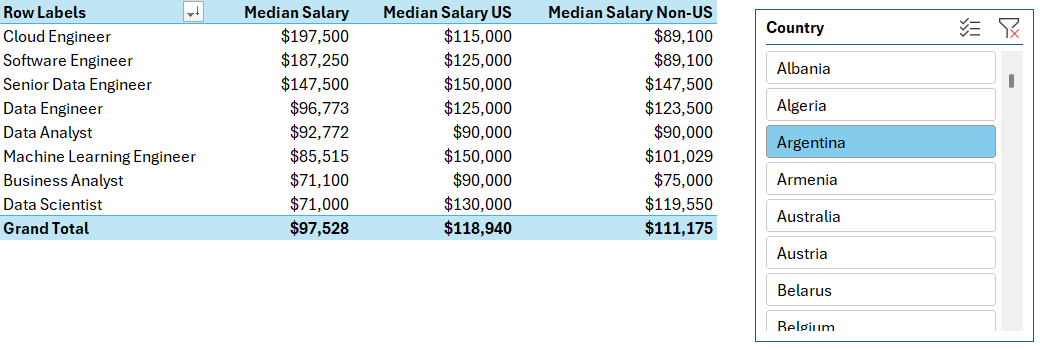 Row Labels Median Salary Median Salary US Median Salary Non-US
Cloud Engineer $197,500 $115,000 $89,100
Software Engineer $187,250 $125,000 $89,100
Senior Data Engineer $147,500 $150,000 $147,500
Data Engineer $96,773 $125,000 $123,500
Data Analyst $92,772 $90,000 $90,000
Machine Learning Engineer $85,515 $150,000 $101,029
Business Analyst $71,100 $90,000 $75,000
Data Scientist $71,000 $130,000 $119,550
Grand Total $97,528 $118,940 $111,175
Country
Albania
Algeria
Argentina
Armenia
Australia
Austria
Belarus
Belgium